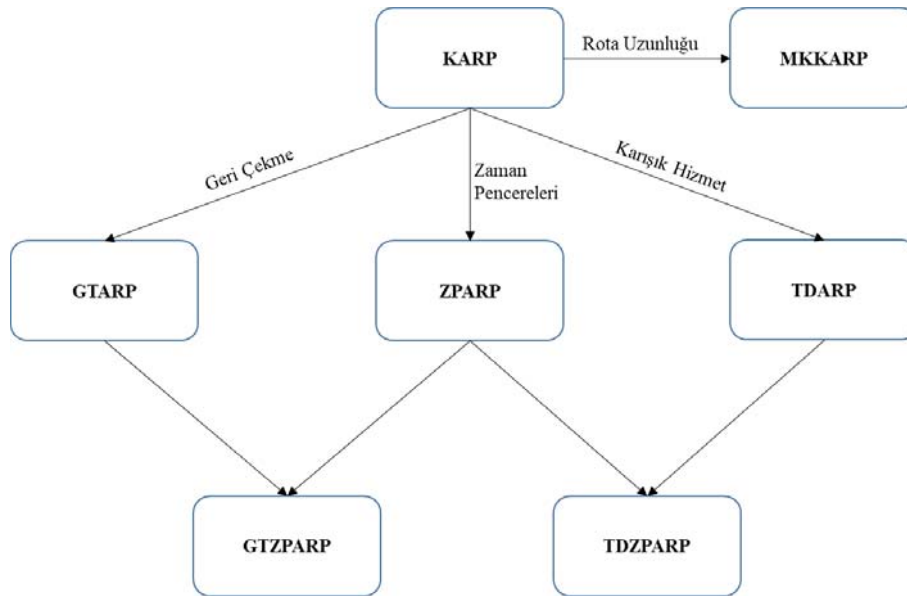 KARP
Rota Uzunluğu
MKKARP
Geri Çekme
Zaman
Pencereleri
Karışık Hizmet
GTARP
ZPARP
TDARP
GTZPARP
TDZPARP